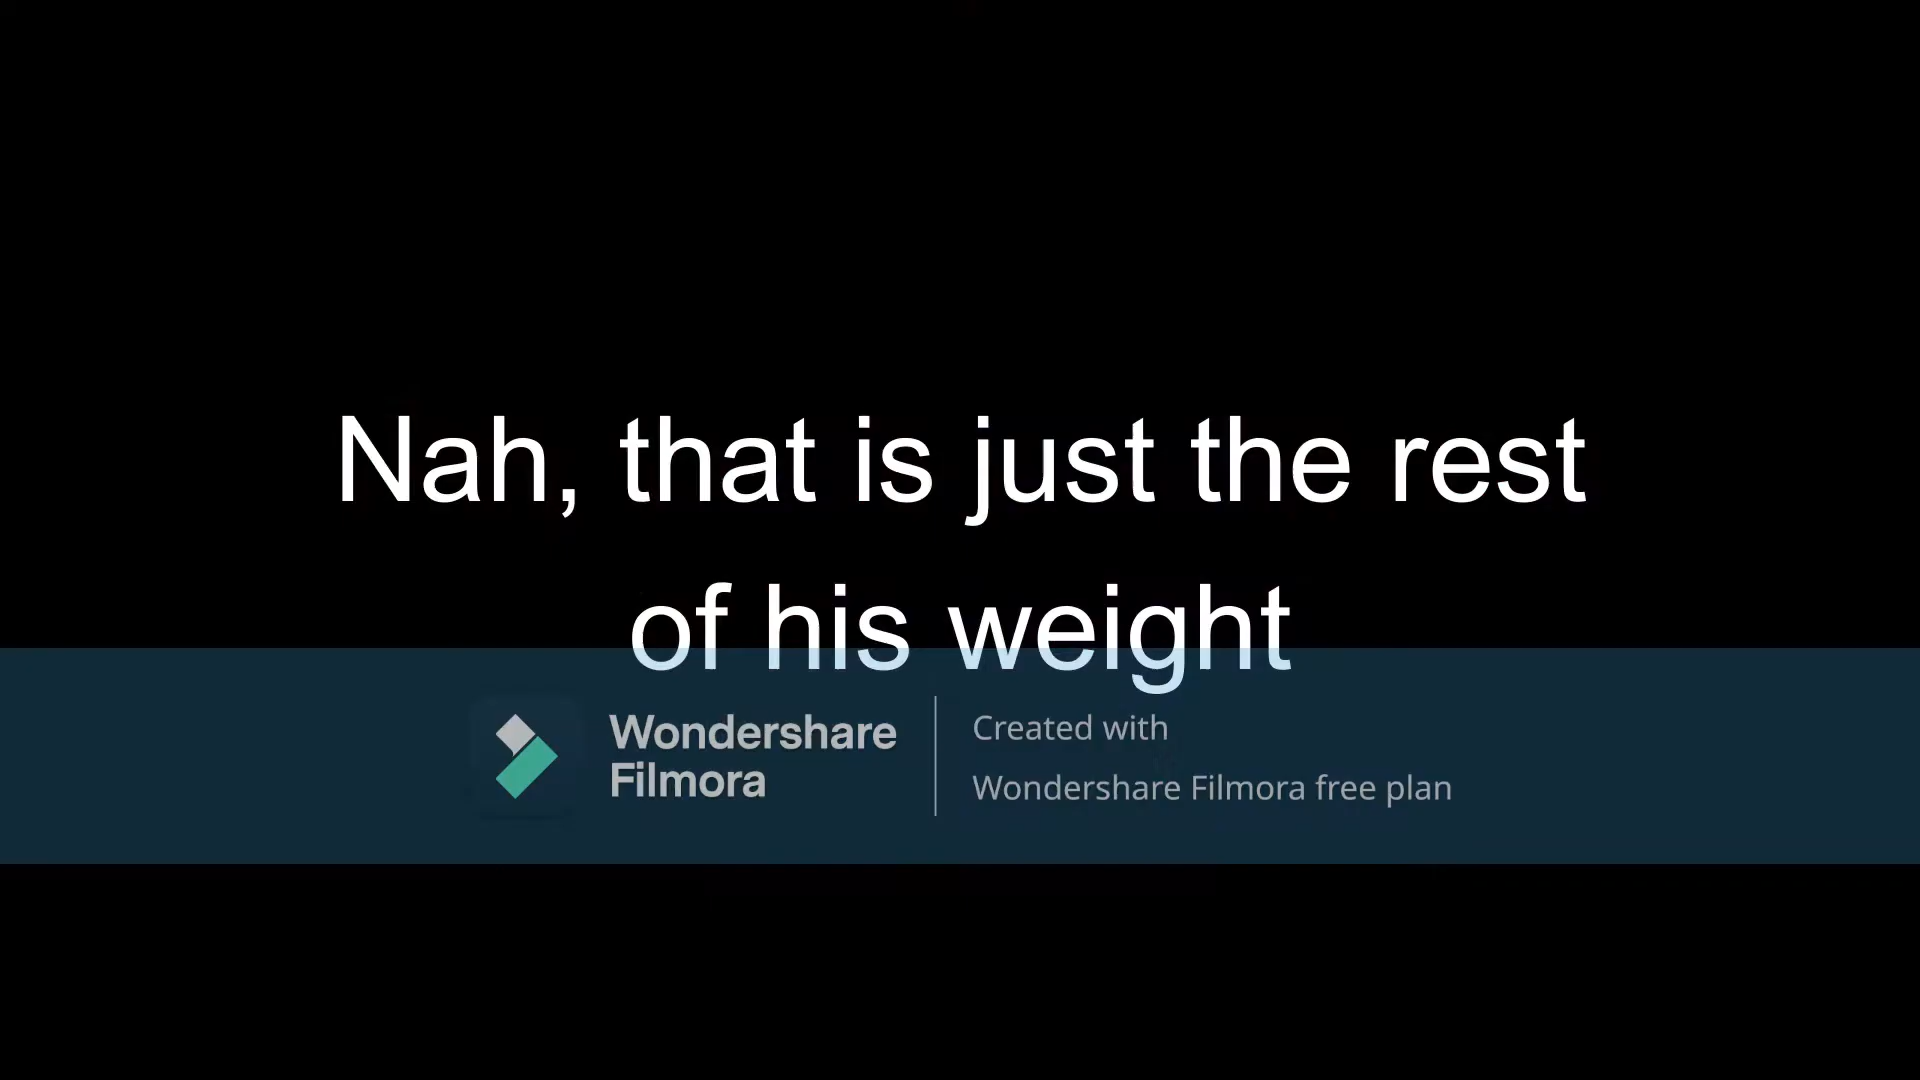 Nah, that is just the rest
of his weight
Wondershare
Filmora
Created with
Wondershare Filmora free plan